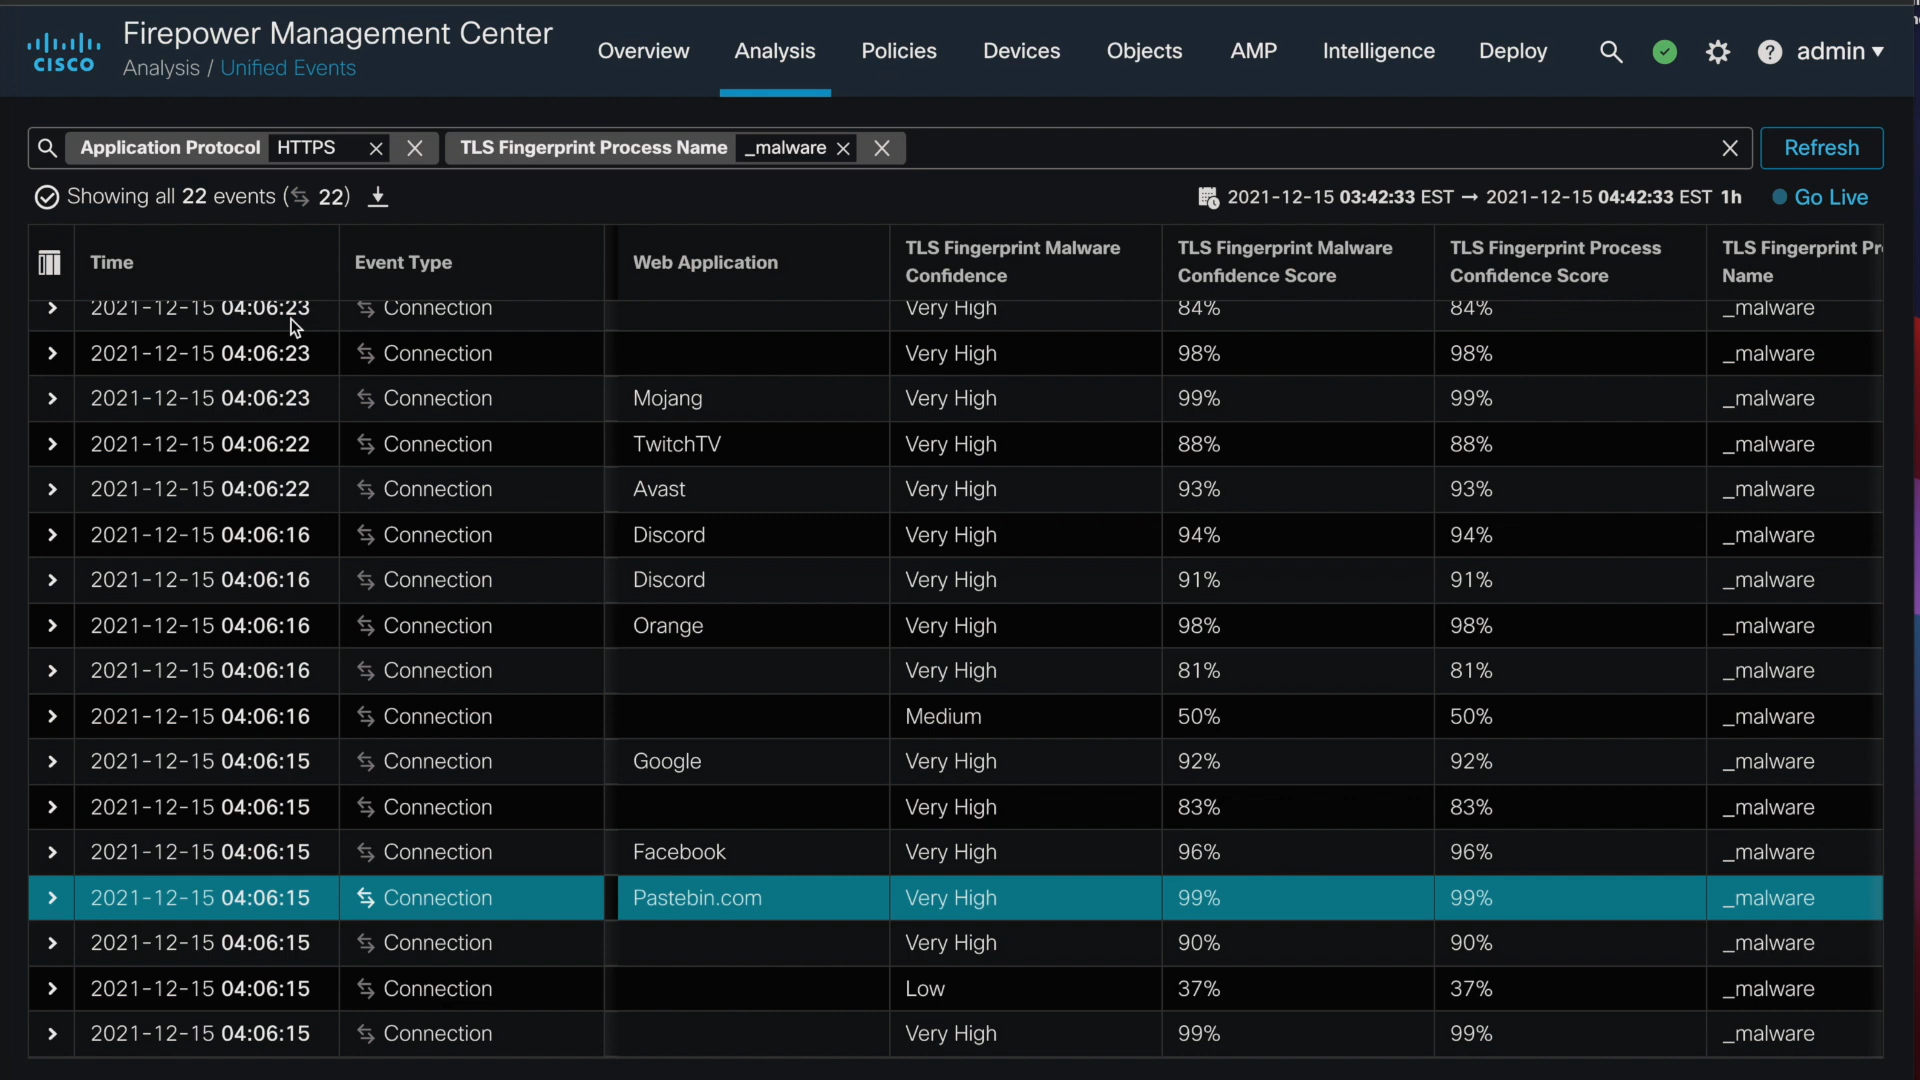 Firepower Management Center
CISCO
Analysis / Unified Events
Overview Analysis Policies Devices Objects AMP Intelligence Deploy ? admin
Application Protocol HTTPS TLS Fingerprint Process Name _malware Refresh
Showing all 22 events (22) 2021-12-15 03:42:33 EST → 2021-12-15 04:42:33 EST 1h Go Live
Time Event Type Web Application TLS Fingerprint Malware Confidence TLS Fingerprint Malware Confidence Score TLS Fingerprint Process Confidence Score TLS Fingerprint Pr Name
2021-12-15 04:06:23 Connection Very High 84% 84% _malware
2021-12-15 04:06:23 Connection Very High 98% 98% _malware
2021-12-15 04:06:23 Connection Mojang Very High 99% 99% _malware
2021-12-15 04:06:22 Connection TwitchTV Very High 88% 88% _malware
2021-12-15 04:06:22 Connection Avast Very High 93% 93% _malware
2021-12-15 04:06:16 Connection Discord Very High 94% 94% _malware
2021-12-15 04:06:16 Connection Discord Very High 91% 91% _malware
2021-12-15 04:06:16 Connection Orange Very High 98% 98% _malware
2021-12-15 04:06:16 Connection Very High 81% 81% _malware
2021-12-15 04:06:16 Connection Medium 50% 50% _malware
2021-12-15 04:06:15 Connection Google Very High 92% 92% _malware
2021-12-15 04:06:15 Connection Very High 83% 83% _malware
2021-12-15 04:06:15 Connection Facebook Very High 96% 96% _malware
2021-12-15 04:06:15 Connection Pastebin.com Very High 99% 99% _malware
2021-12-15 04:06:15 Connection Very High 90% 90% _malware
2021-12-15 04:06:15 Connection Low 37% 37% _malware
2021-12-15 04:06:15 Connection Very High 99% 99% _malware